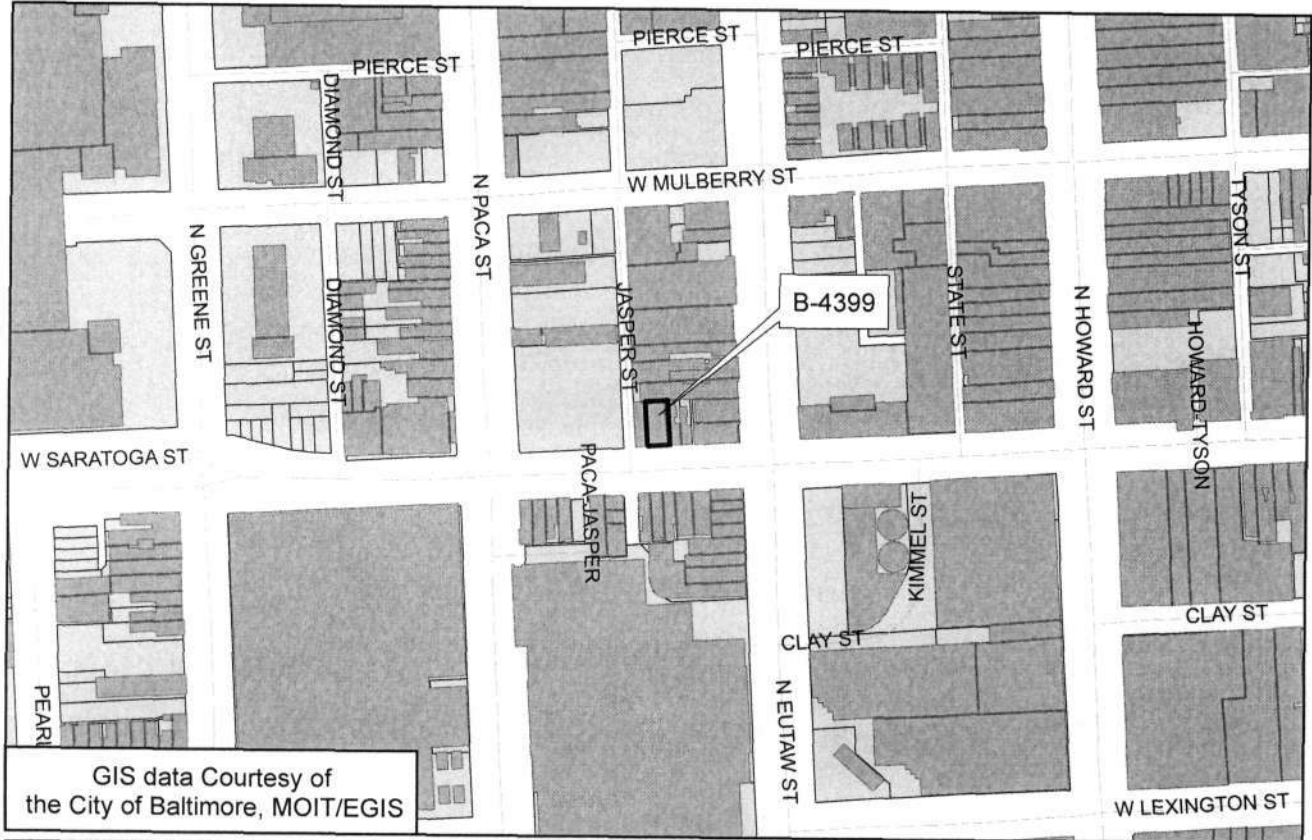 PIERCE ST
PIERCE ST
PIERCE ST
DIAMOND ST
W MULBERRY ST
N PACA ST
N GREENE ST
DIAMOND ST
JASPER ST
B-4399
STATE ST
N HOWARD ST
TYSON ST
HOWARD-TYSON
W SARATOGA ST
PACA-JASPER
KIMMEL ST
CLAY ST
CLAY ST
N EUTAW ST
PEARL
W LEXINGTON ST
GIS data Courtesy of
the City of Baltimore, MOIT/EGIS